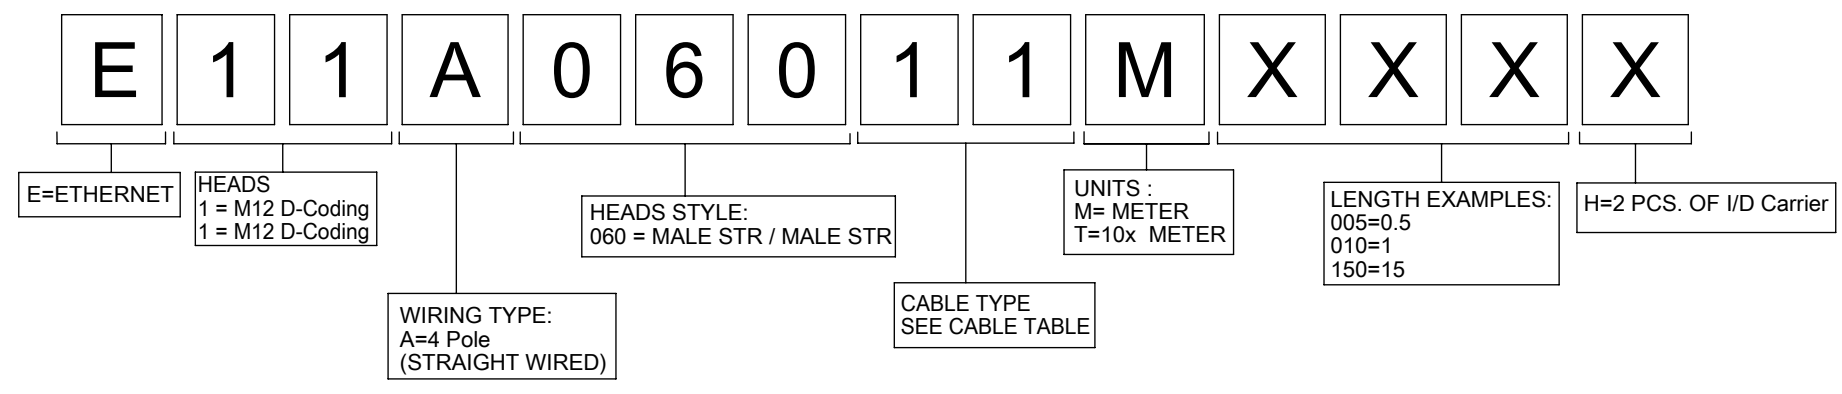 E 1 1 A 0 6 0 1 1 M X X X X
E=ETHERNET
HEADS
1 = M12 D-Coding
1 = M12 D-Coding
WIRING TYPE:
A=4 Pole
(STRAIGHT WIRED)
HEADS STYLE:
060 = MALE STR / MALE STR
CABLE TYPE
SEE CABLE TABLE
UNITS :
M= METER
T=10x METER
LENGTH EXAMPLES:
005=0.5
010=1
150=15
H=2 PCS. OF I/D Carrier